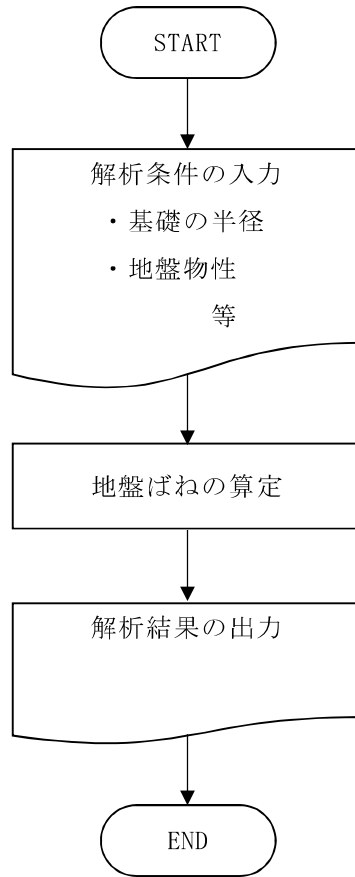 START
解析条件の入力
・基礎の半径
・地盤物性
等
地盤ばねの算定
解析結果の出力
END